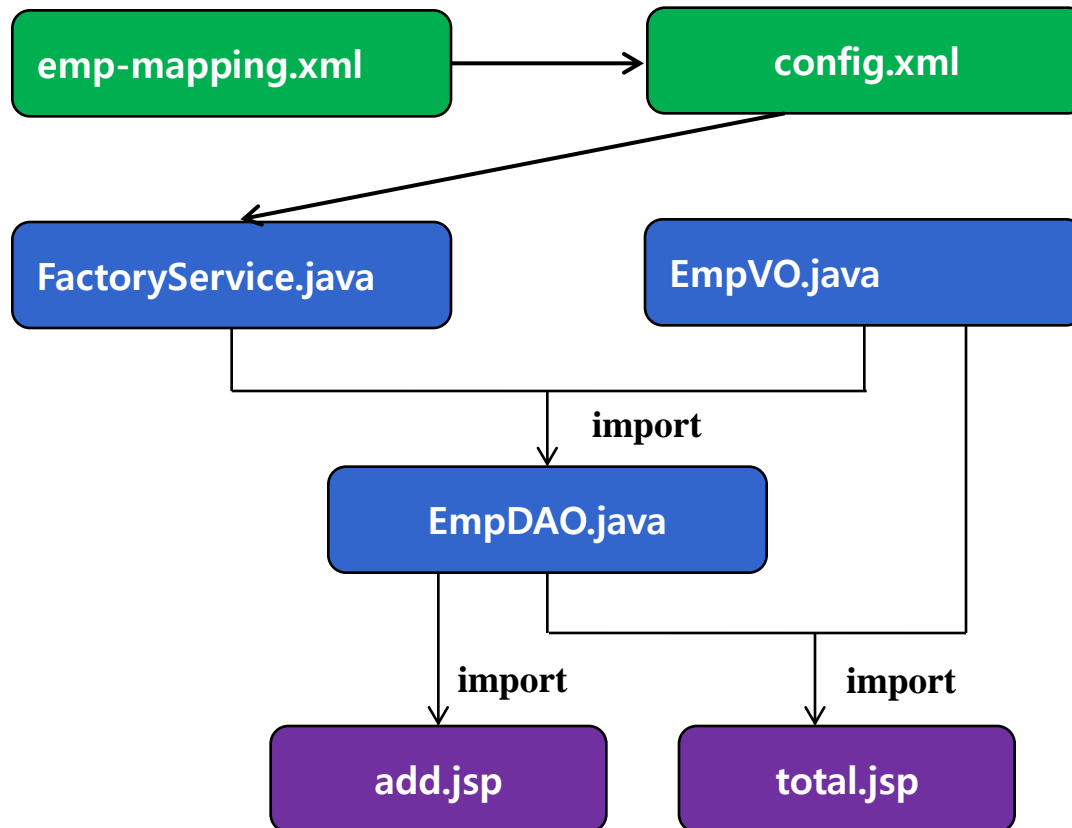 emp-mapping.xml
config.xml
FactoryService.java
EmpVO.java
import
EmpDAO.java
import
import
add.jsp
total.jsp